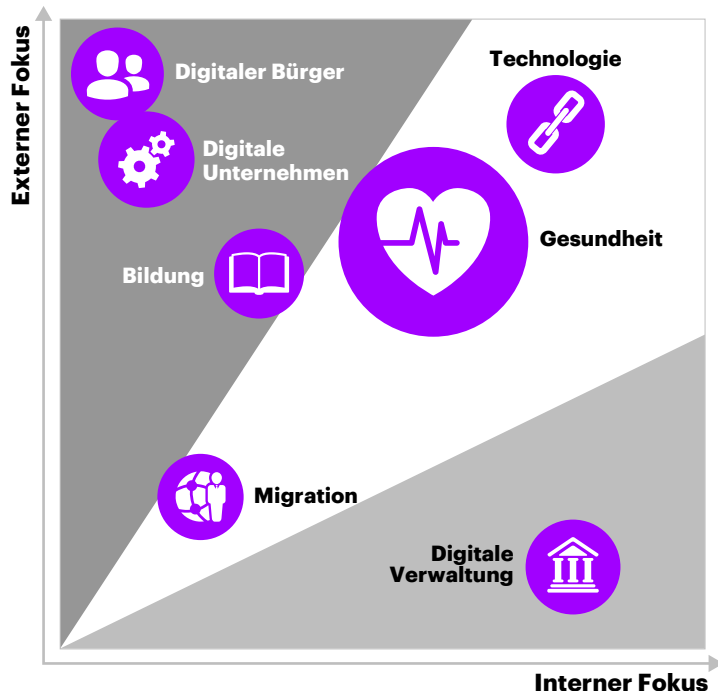 Externer Fokus
Digitaler Bürger
Technologie
Digitale
Unternehmen
Gesundheit
Bildung
Migration
Digitale
Verwaltung
Interner Fokus